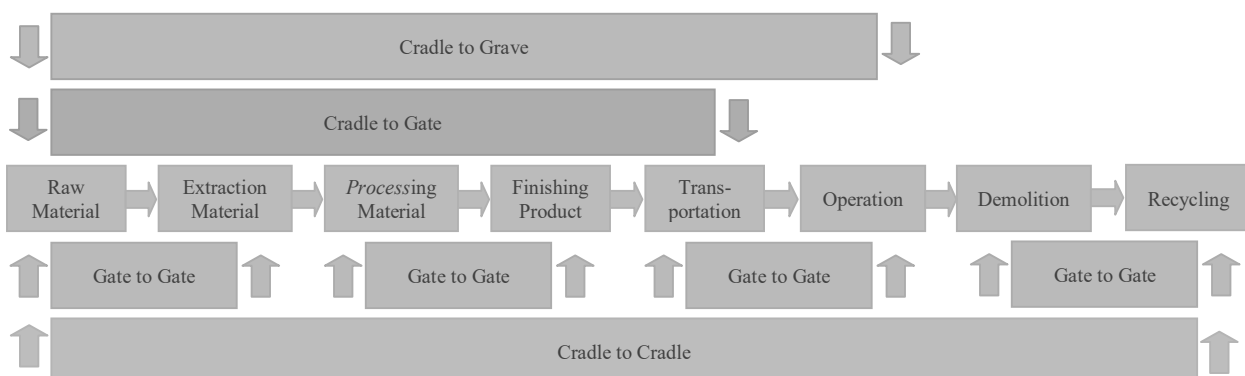 Cradle to Grave
Cradle to Gate
Raw
Material
Extraction
Material
Processing
Material
Finishing
Product
Trans-
portation
Operation
Demolition
Recycling
Gate to Gate
Gate to Gate
Gate to Gate
Gate to Gate
Cradle to Cradle